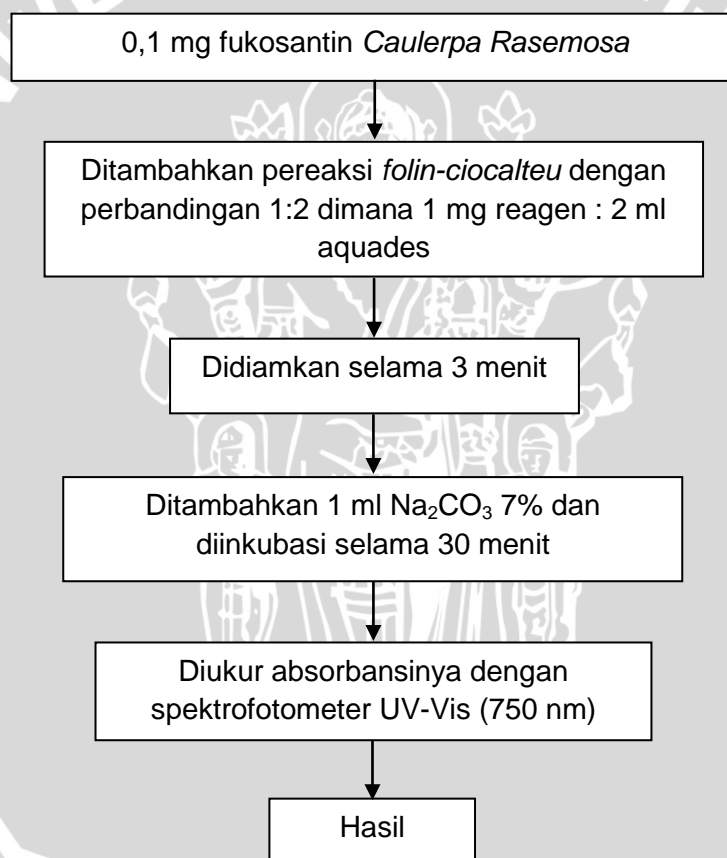 0,1 mg fukosantin Caulerpa Rasemosa
Ditambahkan pereaksi folin-ciocalteu dengan
perbandingan 1:2 dimana 1 mg reagen : 2 ml
aquades
Didiamkan selama 3 menit
Ditambahkan 1 ml Na₂CO₃ 7% dan
diinkubasi selama 30 menit
Diukur absorbansinya dengan
spektrofotometer UV-Vis (750 nm)
Hasil